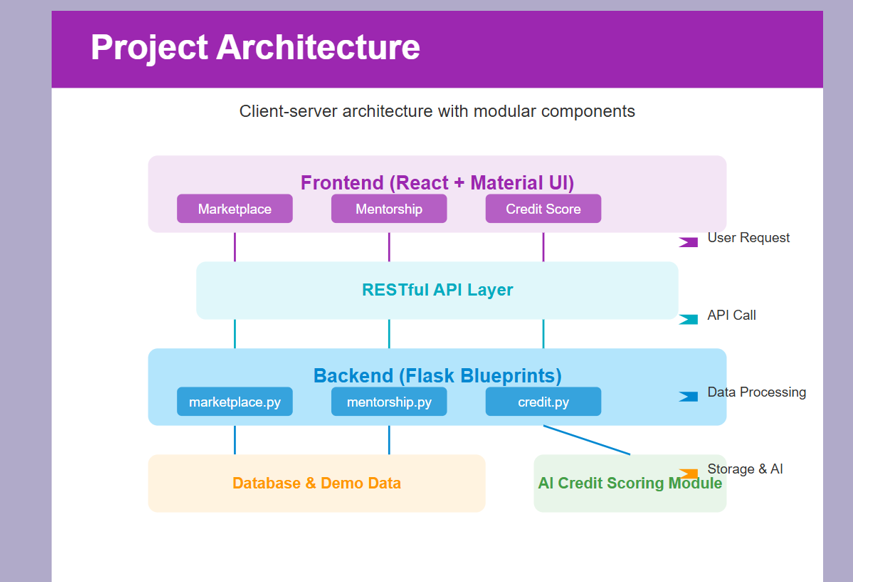 Project Architecture
Client-server architecture with modular components
Frontend (React + Material UI)
Marketplace
Mentorship
Credit Score
User Request
RESTful API Layer
API Call
Backend (Flask Blueprints)
marketplace.py
mentorship.py
credit.py
Data Processing
Storage & AI
Database & Demo Data
AI Credit Scoring Module